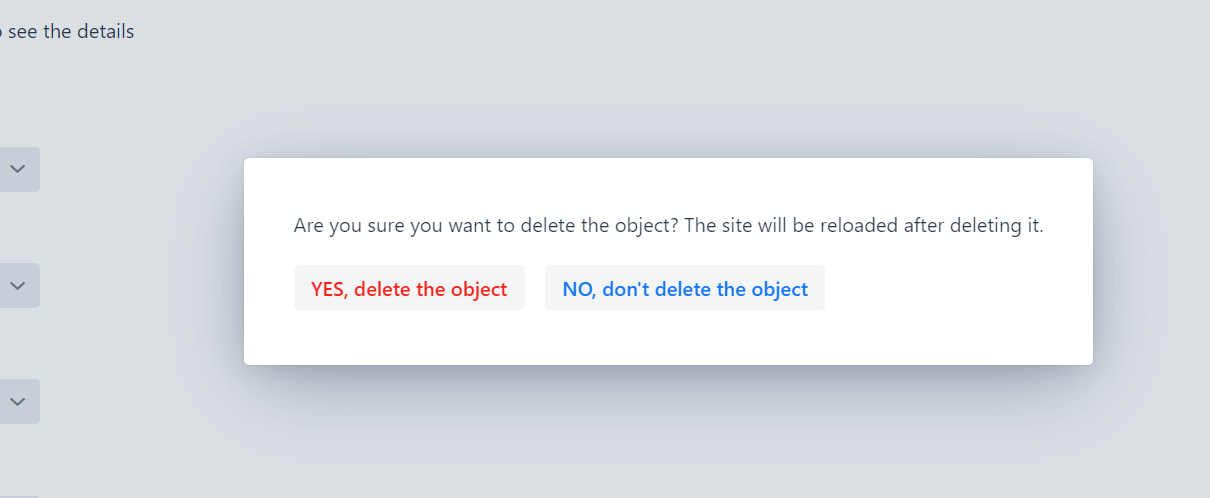 see the details
Are you sure you want to delete the object? The site will be reloaded after deleting it.
YES, delete the object
NO, don't delete the object